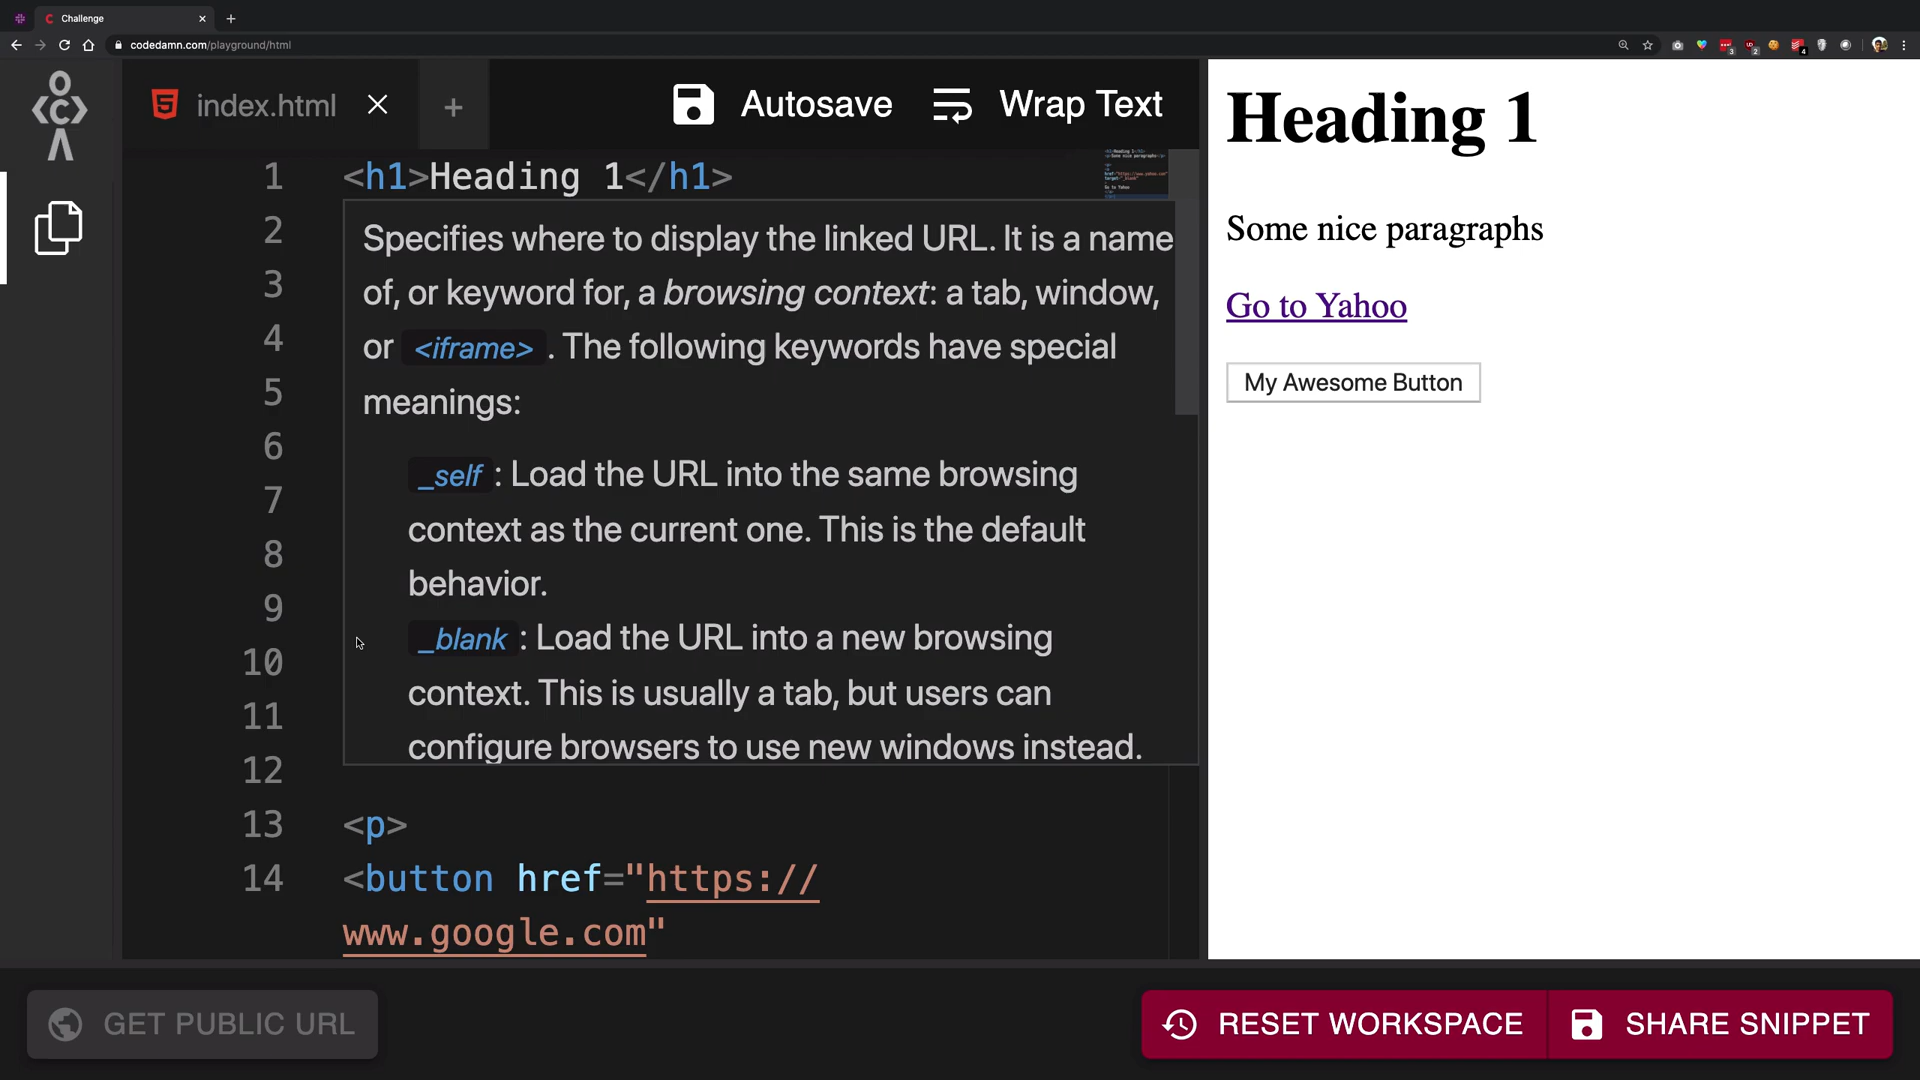 Challenge
codedamn.com/playground/html
index.html
Autosave
Wrap Text
1 <h1>Heading 1</h1>
2
3
4
5
6
7
8
9
10
11
12
Specifies where to display the linked URL. It is a name
of, or keyword for, a browsing context: a tab, window,
or <iframe> . The following keywords have special
meanings:
_self : Load the URL into the same browsing
context as the current one. This is the default
behavior.
_blank : Load the URL into a new browsing
context. This is usually a tab, but users can
configure browsers to use new windows instead.
13 <p>
14 <button href="https://
www.google.com"
Heading 1
Some nice paragraphs
Go to Yahoo
My Awesome Button
GET PUBLIC URL
RESET WORKSPACE
SHARE SNIPPET